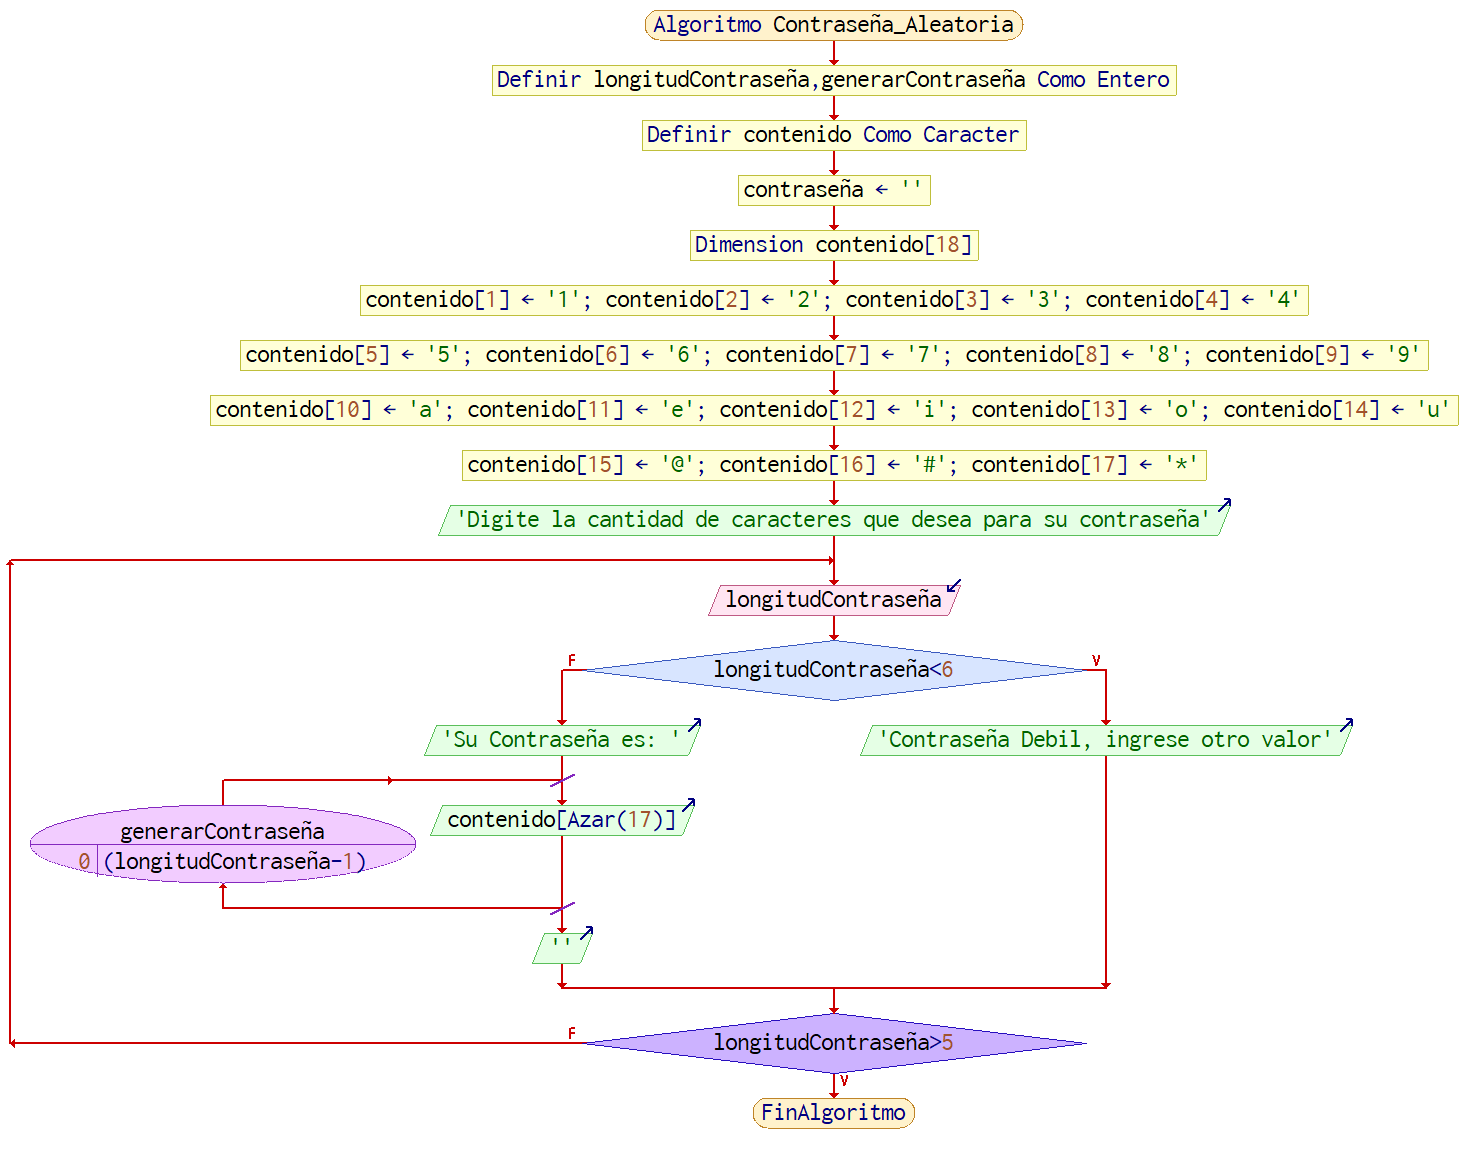 Algoritmo Contraseña_Aleatoria
Definir longitudContraseña,generarContraseña Como Entero
Definir contenido Como Caracter
contraseña ← ''
Dimension contenido[18]
contenido[1] ← '1'; contenido[2] ← '2'; contenido[3] ← '3'; contenido[4] ← '4'
contenido[5] ← '5'; contenido[6] ← '6'; contenido[7] ← '7'; contenido[8] ← '8'; contenido[9] ← '9'
contenido[10] ← 'a'; contenido[11] ← 'e'; contenido[12] ← 'i'; contenido[13] ← 'o'; contenido[14] ← 'u'
contenido[15] ← '@'; contenido[16] ← '#'; contenido[17] ← '*'
'Digite la cantidad de caracteres que desea para su contraseña'
longitudContraseña
F
longitudContraseña<6
V
'Su Contraseña es: '
'Contraseña Debil, ingrese otro valor'
contenido[Azar(17)]
generarContraseña
0 (longitudContraseña-1)
''
F
longitudContraseña>5
V
FinAlgoritmo